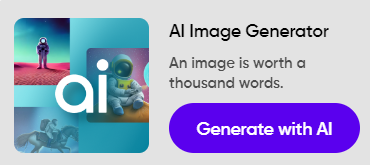 ai
AI Image Generator
An image is worth a
thousand words.
Generate with AI